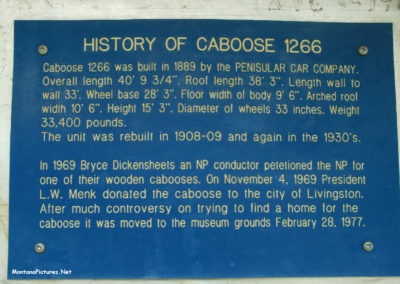 HISTORY OF CABOOSE 1266
Caboose 1266 was built in 1889 by the PENISULAR CAR COMPANY.
Overall length 40' 9 3/4". Roof length 38' 3". Length wall to
wall 33'. Wheel base 28' 3". Floor width of body 9' 6". Arched roof
width 10' 6". Height 15' 3". Diameter of wheels 33 inches. Weight
33,400 pounds.
The unit was rebuilt in 1908-09 and again in the 1930's.
In 1969 Bryce Dickensheets an NP conductor petetioned the NP for
one of their wooden cabooses. On November 4, 1969 President
L.W. Menk donated the caboose to the city of Livingston.
After much controversy on trying to find a home for the
caboose it was moved to the museum grounds February 28, 1977.
MontanaPictures.Net